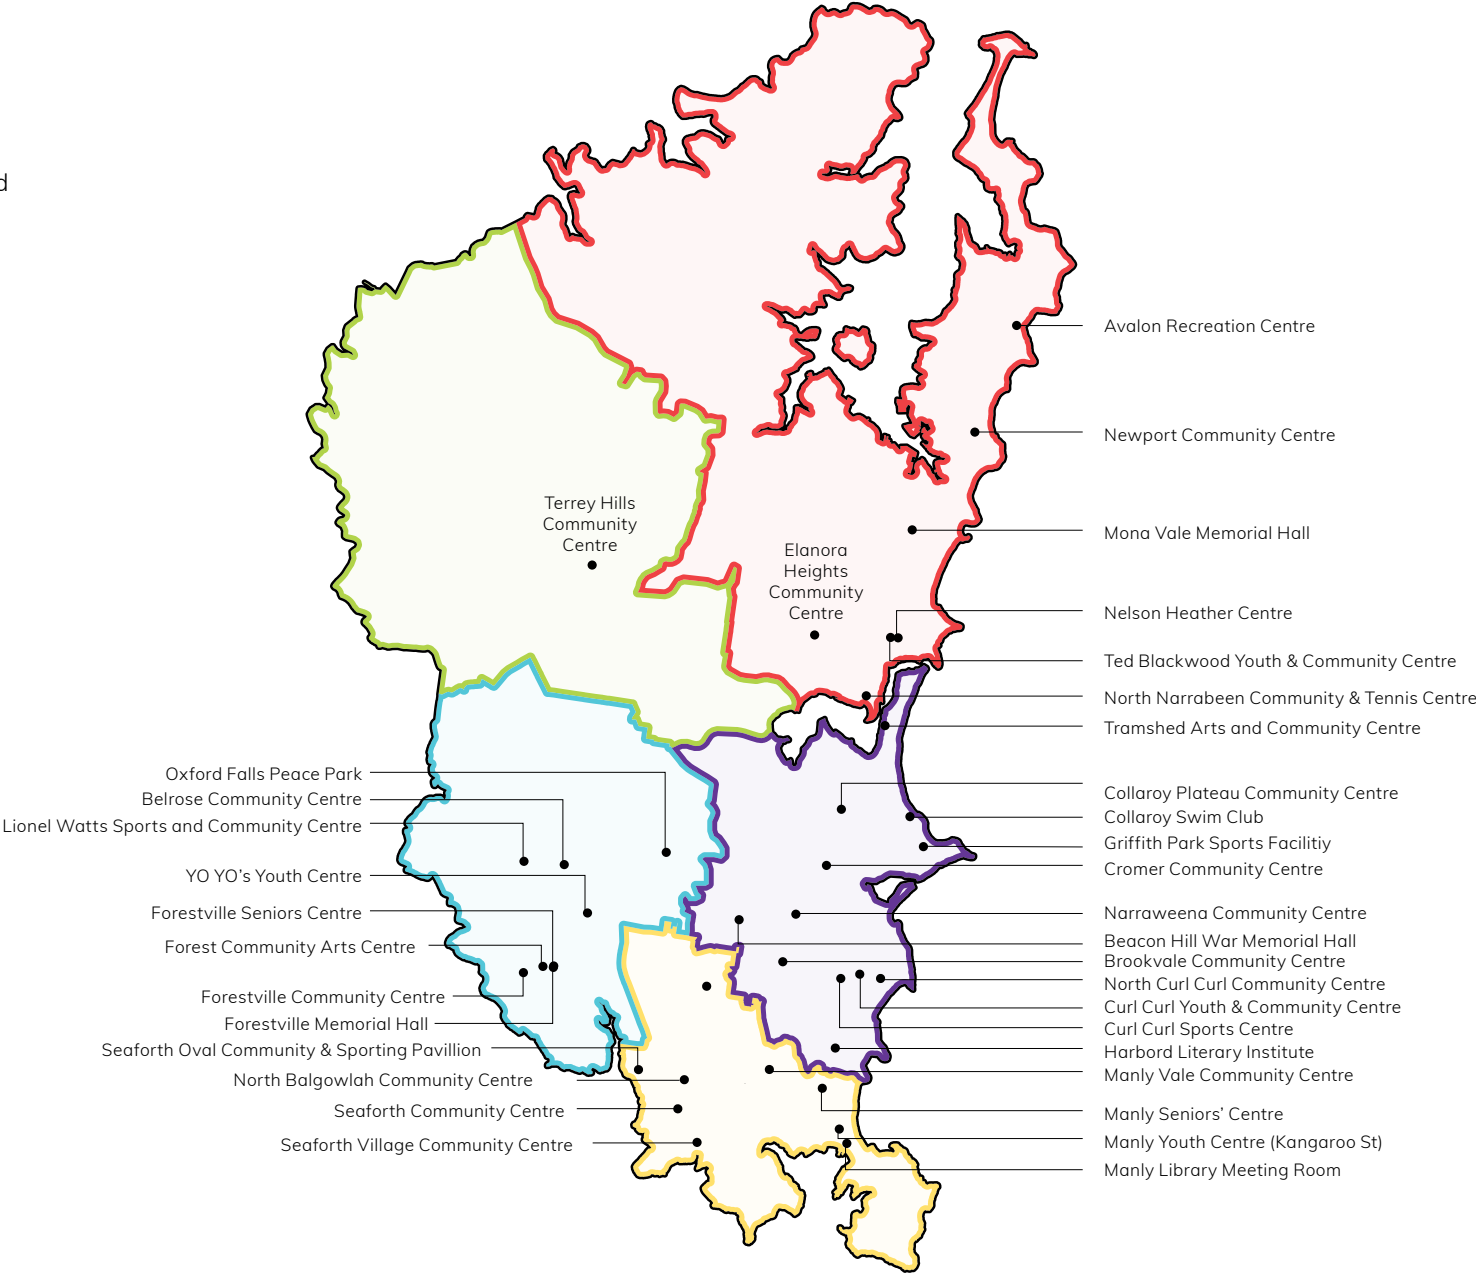 d
Terrey Hills
Community
Centre
Elanora
Heights
Community
Centre
Avalon Recreation Centre
Newport Community Centre
Mona Vale Memorial Hall
Nelson Heather Centre
Ted Blackwood Youth & Community Centre
North Narrabeen Community & Tennis Centre
Tramshed Arts and Community Centre
Oxford Falls Peace Park
Belrose Community Centre
Lionel Watts Sports and Community Centre
YO YO's Youth Centre
Forestville Seniors Centre
Forest Community Arts Centre
Forestville Community Centre
Forestville Memorial Hall
Seaforth Oval Community & Sporting Pavillion
North Balgowlah Community Centre
Seaforth Community Centre
Seaforth Village Community Centre
Collaroy Plateau Community Centre
Collaroy Swim Club
Griffith Park Sports Facilitiy
Cromer Community Centre
Narraweena Community Centre
Beacon Hill War Memorial Hall
Brookvale Community Centre
North Curl Curl Community Centre
Curl Curl Youth & Community Centre
Curl Curl Sports Centre
Harbord Literary Institute
Manly Vale Community Centre
Manly Seniors' Centre
Manly Youth Centre (Kangaroo St)
Manly Library Meeting Room